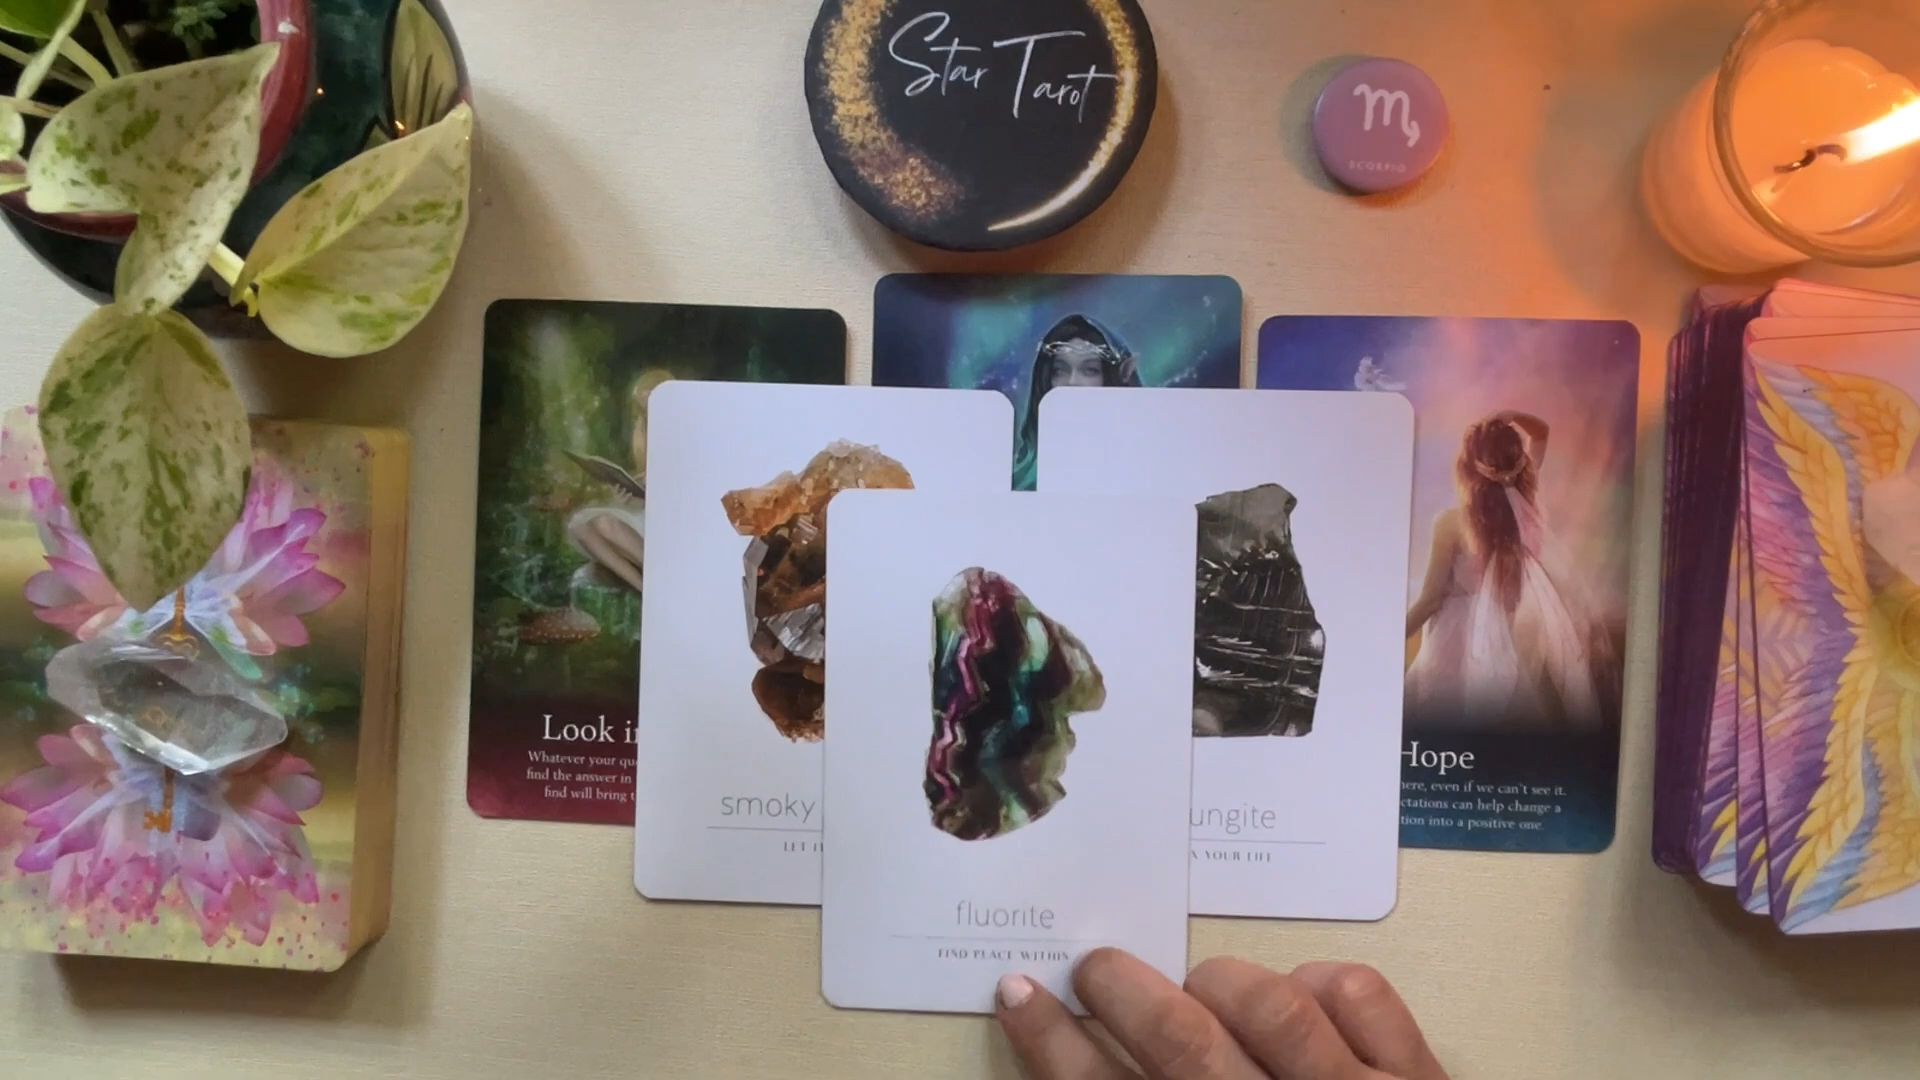 Star Tarot
SCORPIO
Look i
Whatever your qu
find the answer in
find will bring t
smoky
LET I
fluorite
FIND PLACE WITHIN
ungite
X YOUR LIFE
Hope
here, even if we can't see it.
ctations can help change a
tion into a positive one.